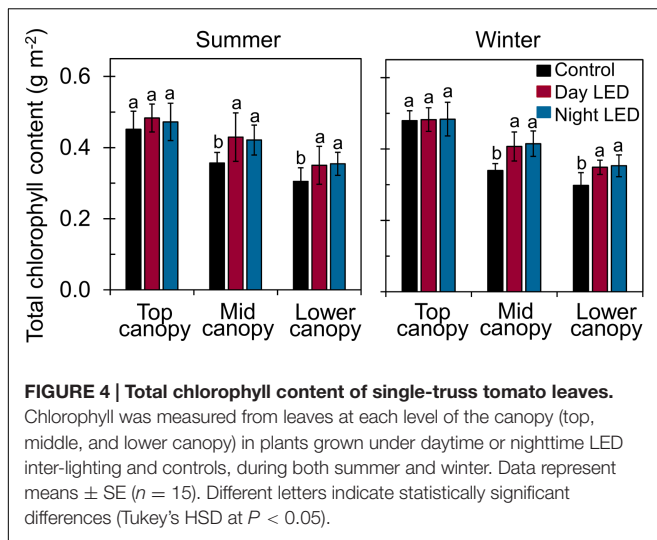 Summer
Winter
Total chlorophyll content (g m-2)
0.6
0.4
0.2
0.0
a a a
b a a
b a a
a a a
b a a
b a a
Control
Day LED
Night LED
Top canopy
Mid canopy
Lower canopy
Top canopy
Mid canopy
Lower canopy
FIGURE 4 | Total chlorophyll content of single-truss tomato leaves.
Chlorophyll was measured from leaves at each level of the canopy (top,
middle, and lower canopy) in plants grown under daytime or nighttime LED
inter-lighting and controls, during both summer and winter. Data represent
means ± SE (n = 15). Different letters indicate statistically significant
differences (Tukey's HSD at P < 0.05).